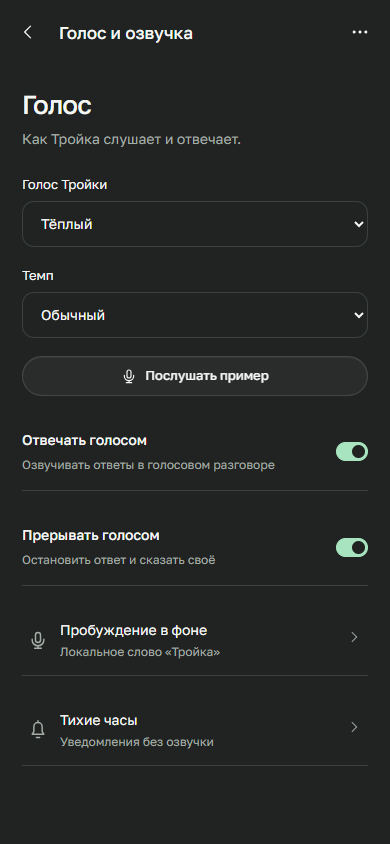 Голос и озвучка
Голос
Как Тройка слушает и отвечает.
Голос Тройки
Тёплый
Темп
Обычный
Послушать пример
Отвечать голосом
Озвучивать ответы в голосовом разговоре
Прерывать голосом
Остановить ответ и сказать своё
Пробуждение в фоне
Локальное слово «Тройка»
Тихие часы
Уведомления без озвучки